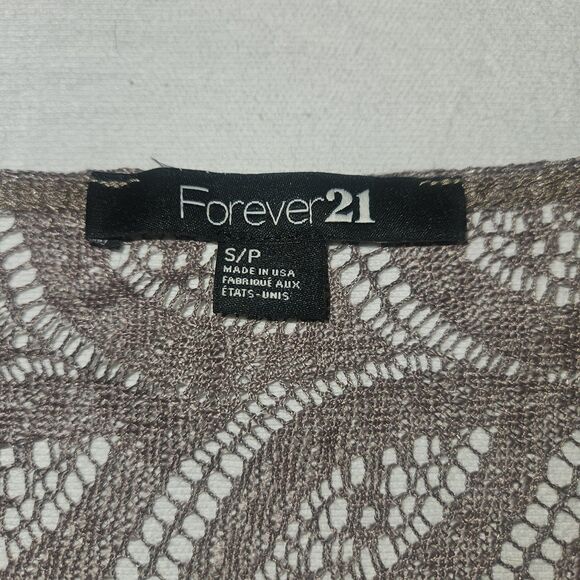 Forever21
S/P
MADE IN USA
FABRIQUÉ AUX
ÉTATS-UNIS